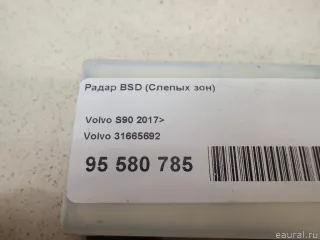 Радар BSD (Слепых зон)
Volvo S90 2017>
Volvo 31665692
95 580 785
eaural.ru